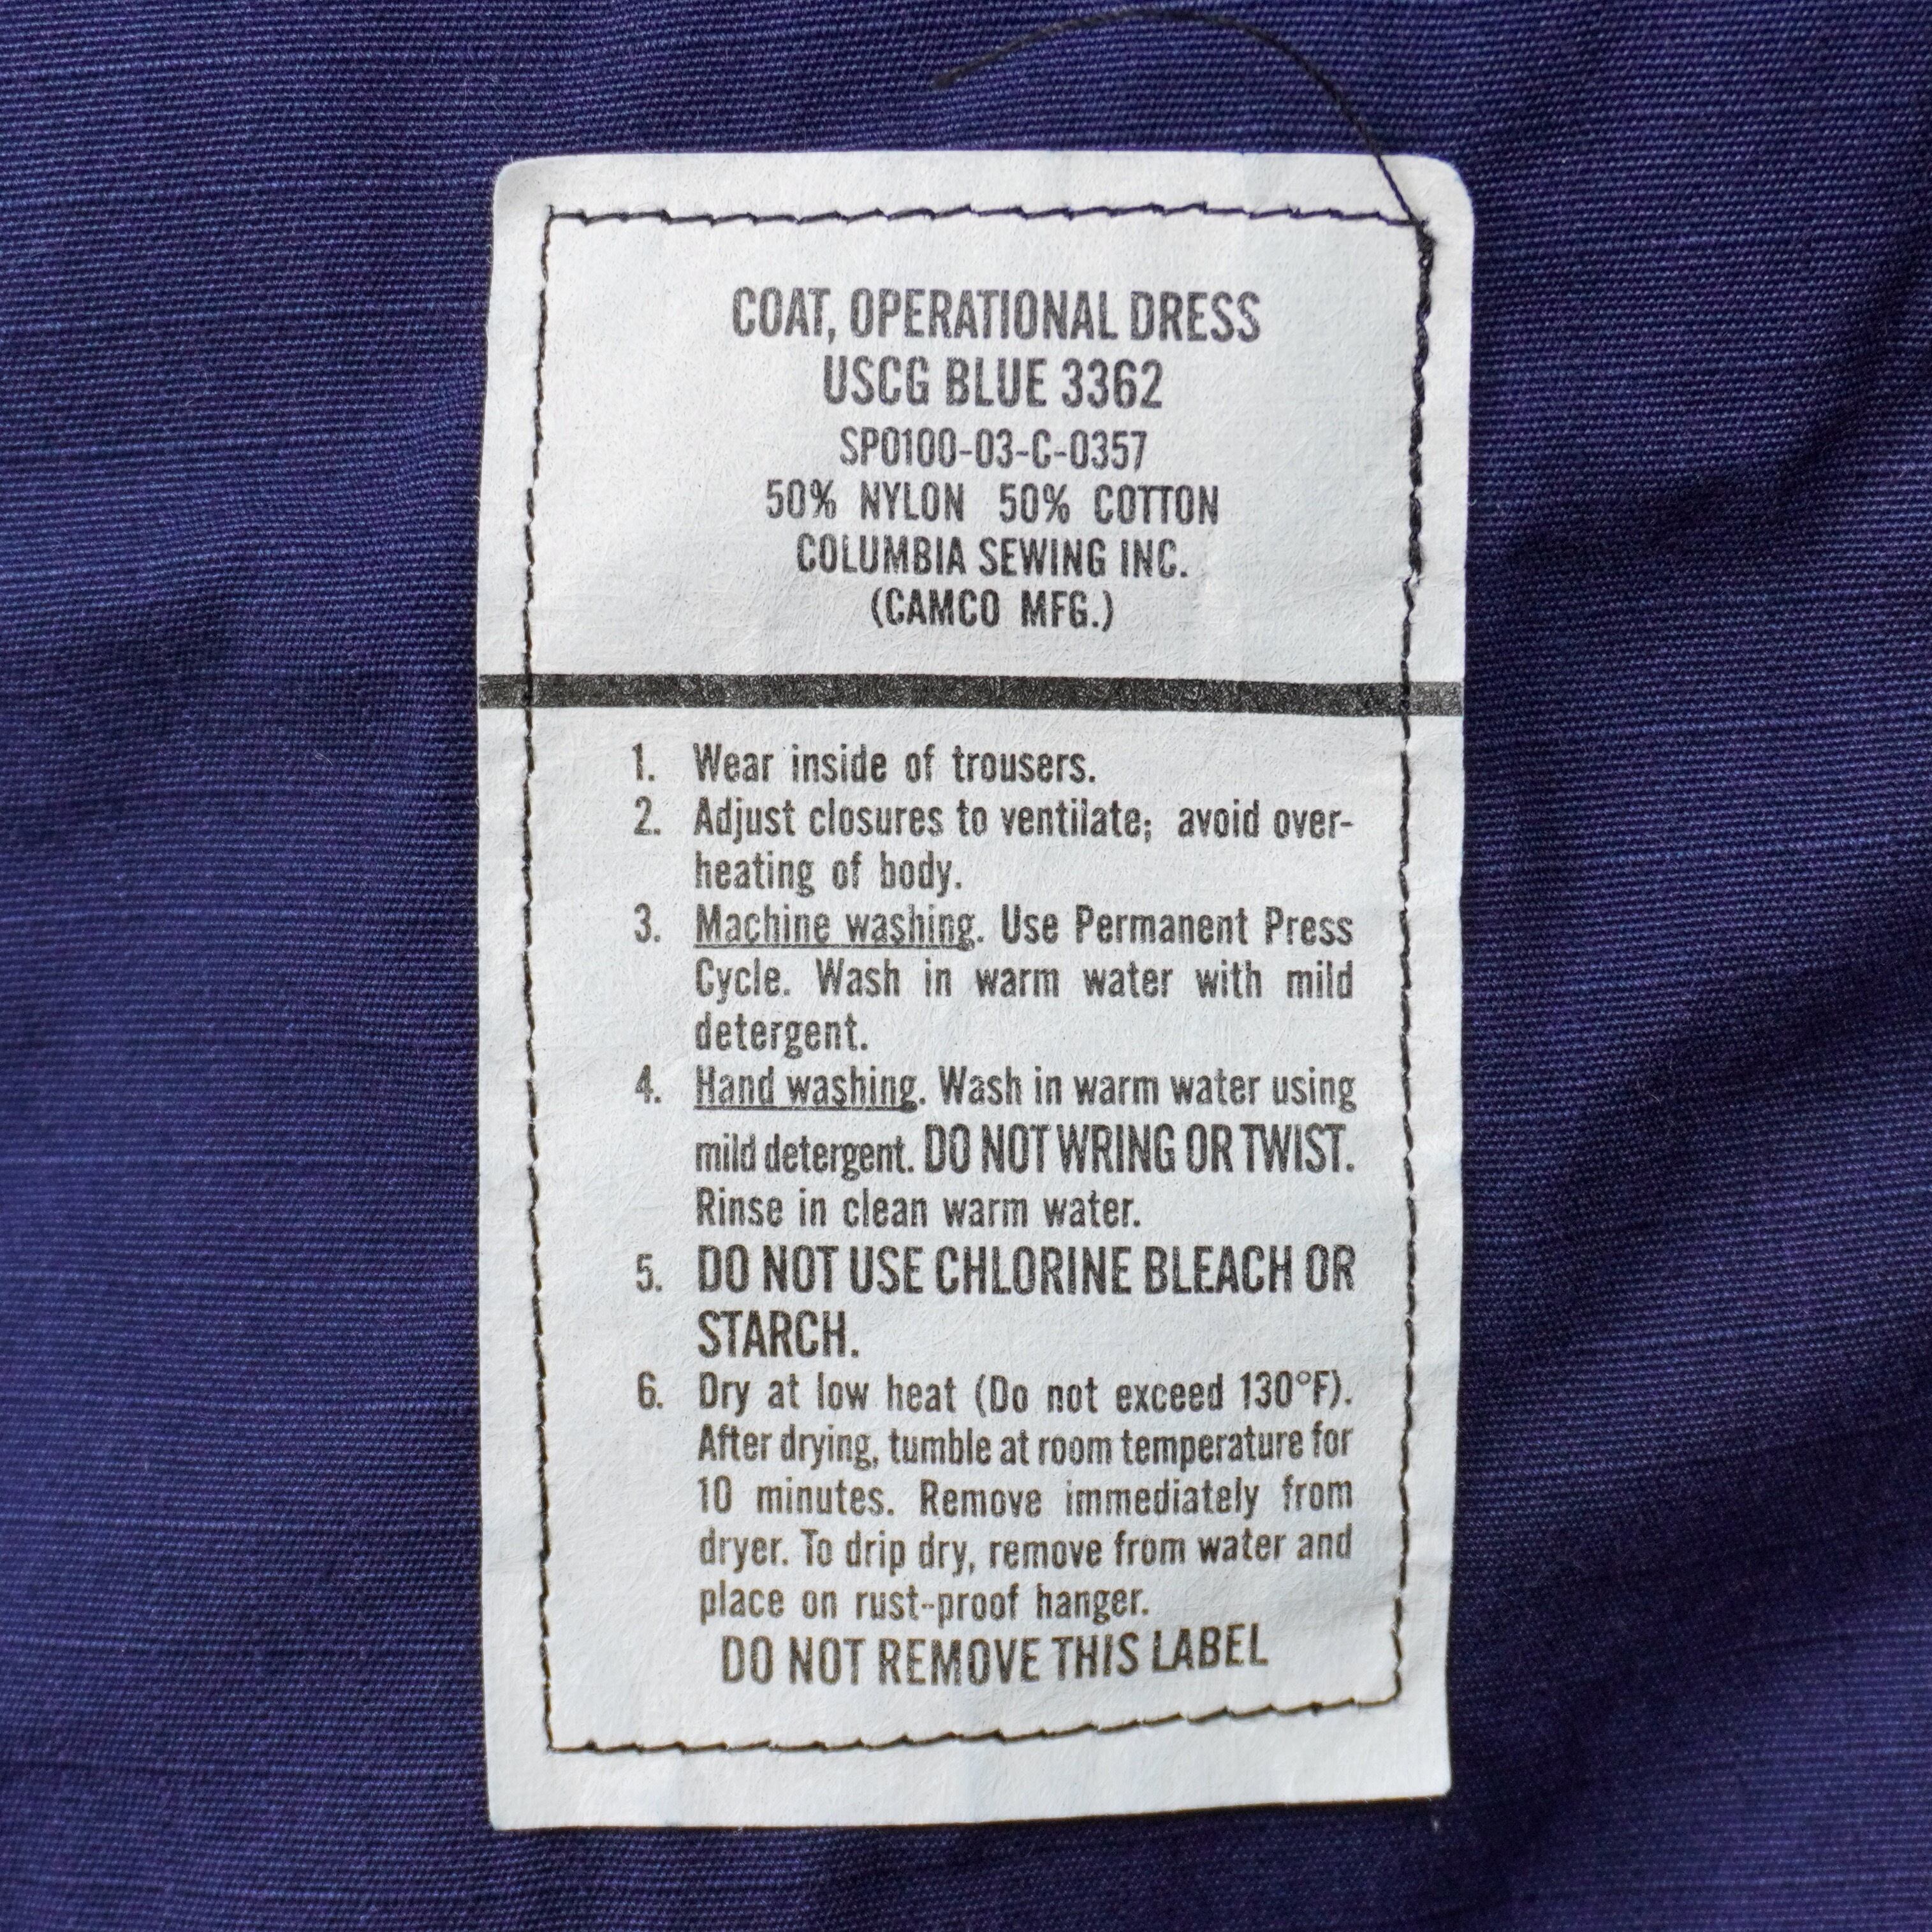 COAT, OPERATIONAL DRESS
USCG BLUE 3362
SPO100-03-C-0357
50% NYLON 50% COTTON
COLUMBIA SEWING INC.
(CAMCO MFG.)
1. Wear inside of trousers.
2. Adjust closures to ventilate; avoid over-
heating of body.
3. Machine washing. Use Permanent Press
Cycle. Wash in warm water with mild
detergent.
4. Hand washing. Wash in warm water using
mild detergent. DO NOT WRING OR TWIST.
Rinse in clean warm water.
5. DO NOT USE CHLORINE BLEACH OR
STARCH.
6. Dry at low heat (Do not exceed 130°F).
After drying, tumble at room temperature for
10 minutes. Remove immediately from
dryer. To drip dry, remove from water and
place on rust-proof hanger.
DO NOT REMOVE THIS LABEL